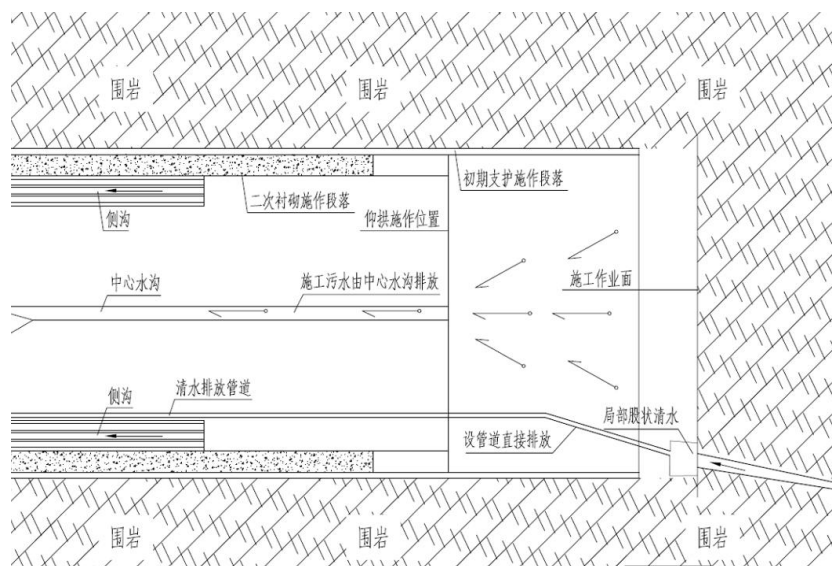 围岩
围岩
围岩
初期支护施作段落
二次衬砌施作段落
侧沟
仰拱施作位置
中心水沟
施工污水由中心水沟排放
施工作业面
侧沟
清水排放管道
局部股状清水
设管道直接排放
围岩
围岩
围岩